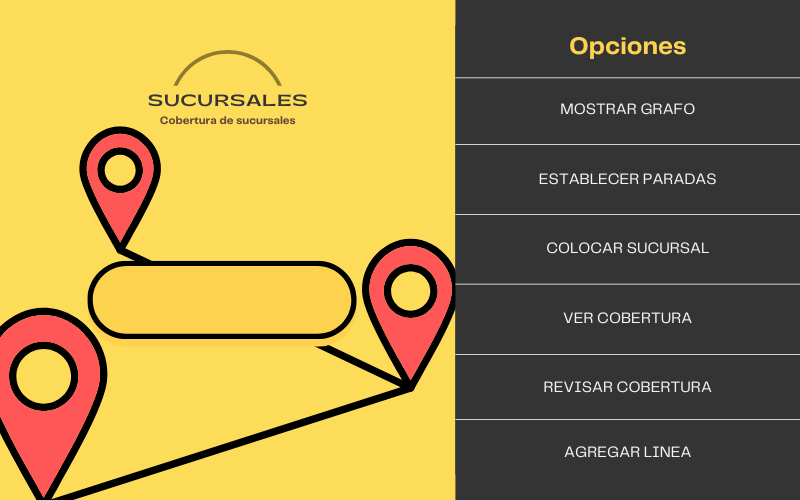 SUCURSALES
Cobertura de sucursales
Opciones
MOSTRAR GRAFO
ESTABLECER PARADAS
COLOCAR SUCURSAL
VER COBERTURA
REVISAR COBERTURA
AGREGAR LINEA